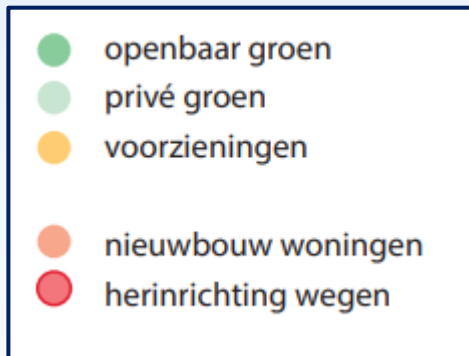 openbaar groen
privé groen
voorzieningen
nieuwbouw woningen
herinrichting wegen